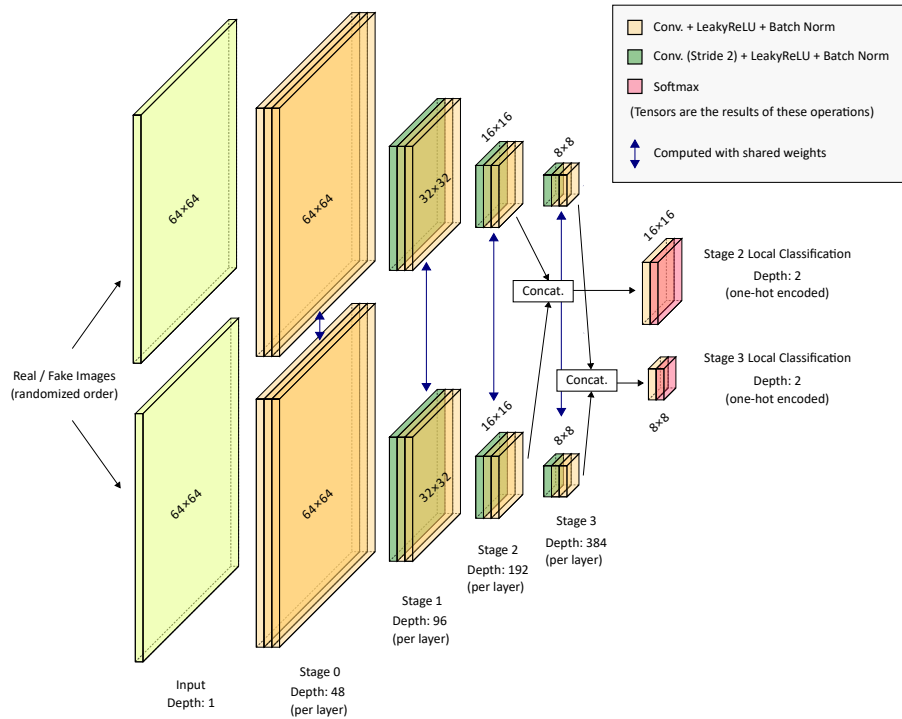 Conv. + LeakyReLU + Batch Norm
Conv. (Stride 2) + LeakyReLU + Batch Norm
Softmax
(Tensors are the results of these operations)
Computed with shared weights
64×64
64×64
32×32
16×16
8×8
16×16
Stage 2 Local Classification
Depth: 2
(one-hot encoded)
Concat.
Real / Fake Images
(randomized order)
Stage 3 Local Classification
Depth: 2
(one-hot encoded)
Concat.
8×8
64×64
64×64
32×32
16×16
8×8
Stage 3
Depth: 384
(per layer)
Stage 2
Depth: 192
(per layer)
Stage 1
Depth: 96
(per layer)
Stage 0
Depth: 48
(per layer)
Input
Depth: 1